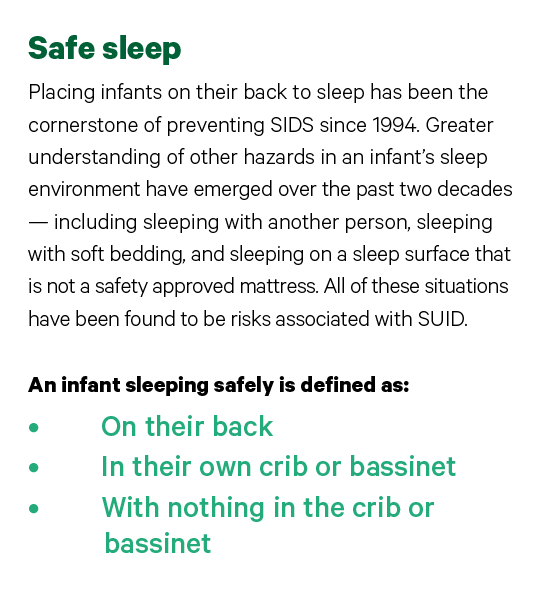 Safe sleep
Placing infants on their back to sleep has been the
cornerstone of preventing SIDS since 1994. Greater
understanding of other hazards in an infant’s sleep
environment have emerged over the past two decades
— including sleeping with another person, sleeping
with soft bedding, and sleeping on a sleep surface that
is not a safety approved mattress. All of these situations
have been found to be risks associated with SUID.
An infant sleeping safely is defined as:
• On their back
• In their own crib or bassinet
• With nothing in the crib or
bassinet